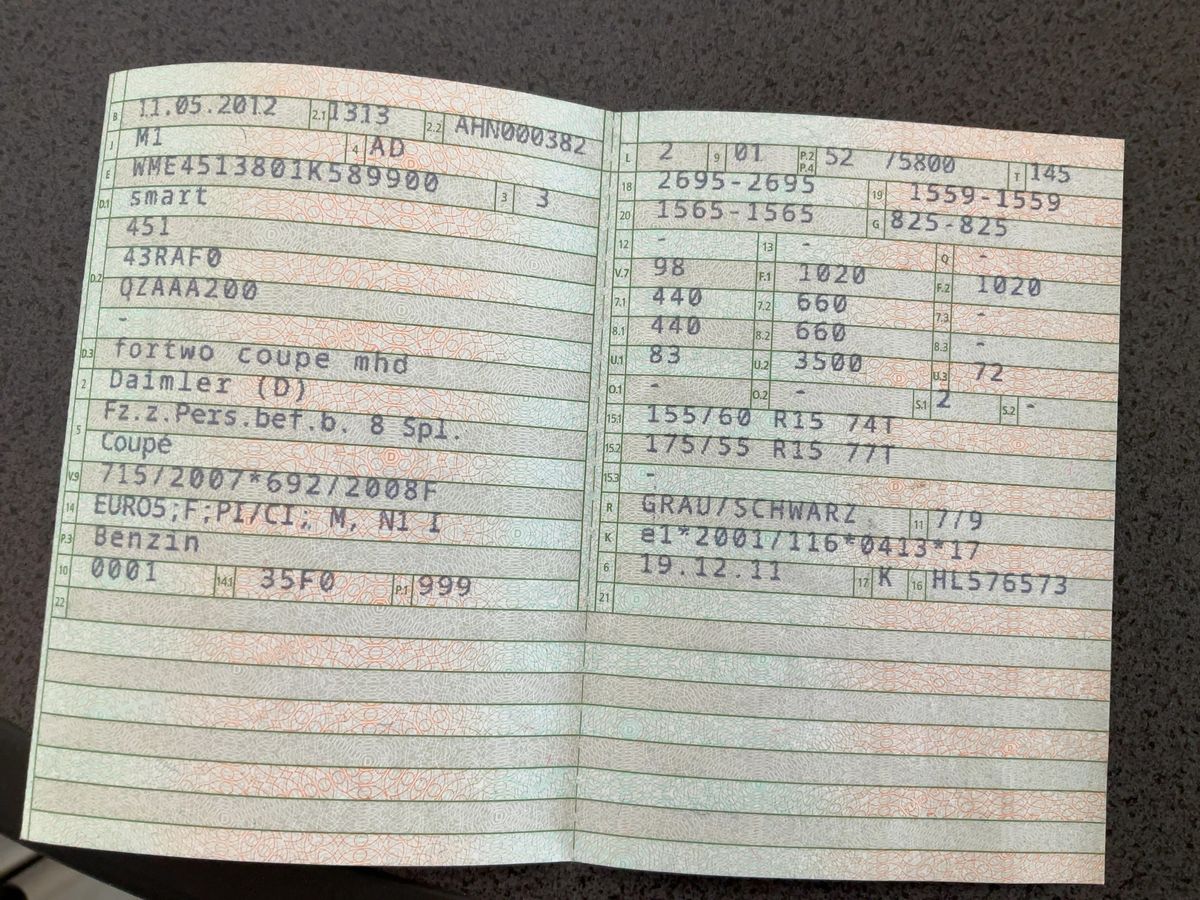 B 11.05.2012 2.1 1313 2.2 AHN000382
J M1 4 AD
E WME4513801K589900 3 3
D.1 smart
451
D.2 43RAF0
QZAAA200
-
D.3 fortwo coupe mhd
2 Daimler (D)
5 Fz.z.Pers.bef.b. 8 Spl.
Coupé
V.9 715/2007*692/2008F
14 EURO5;F;PI/CI; M, N1 I
P.3 Benzin
10 0001 14.1 35F0 P.1 999
22
L 2 9 01 P.2 P.4 52 /5800 T 145
18 2695-2695 19 1559-1559
20 1565-1565 G 825-825
12 - 13 - Q -
V.7 98 F.1 1020 F.2 1020
7.1 440 7.2 660 7.3 -
8.1 440 8.2 660 8.3 -
U.1 83 U.2 3500 U.3 72
O.1 - O.2 - S.1 2 S.2 -
15.1 155/60 R15 74T
15.2 175/55 R15 77T
15.3 -
R GRAU/SCHWARZ 11 7/9
K e1*2001/116*0413*17
6 19.12.11 17 K 16 HL576573
21